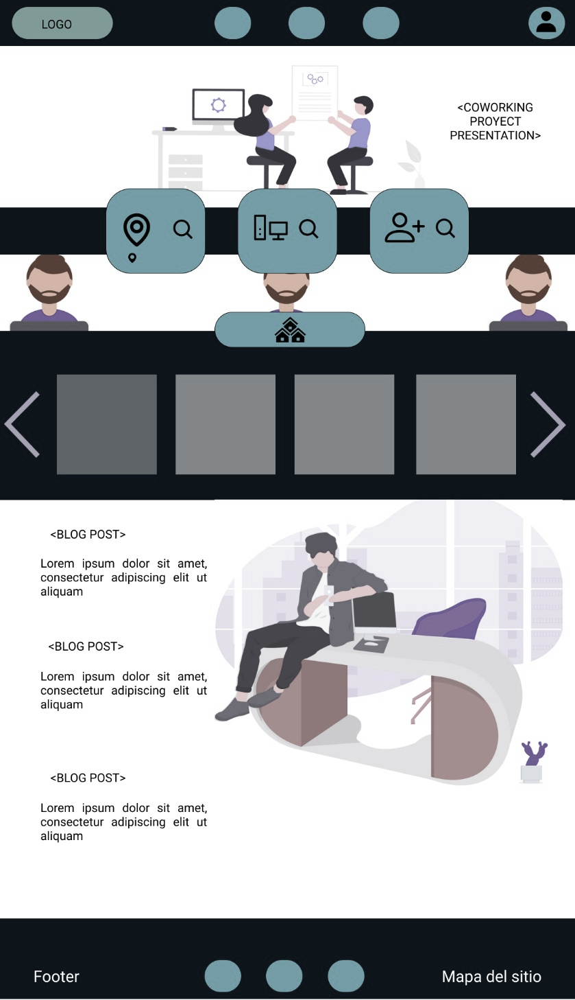 LOGO
<COWORKING
PROYECT
PRESENTATION>
<BLOG POST>
Lorem ipsum dolor sit amet,
consectetur adipiscing elit ut
aliquam
<BLOG POST>
Lorem ipsum dolor sit amet,
consectetur adipiscing elit ut
aliquam
<BLOG POST>
Lorem ipsum dolor sit amet,
consectetur adipiscing elit ut
aliquam
Footer
Mapa del sitio